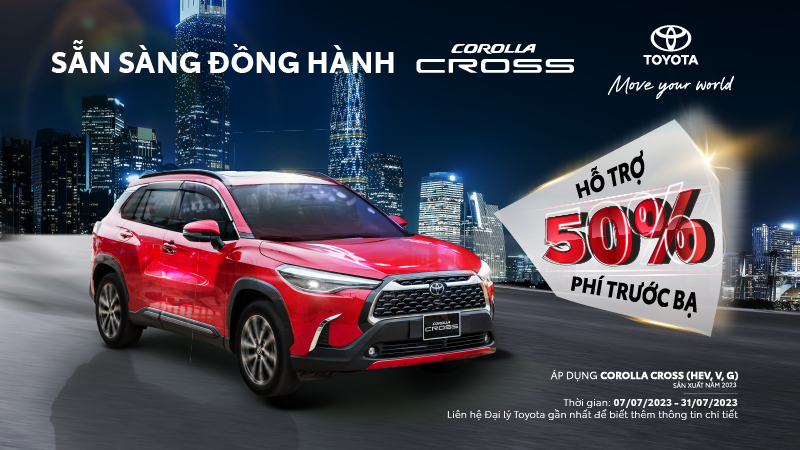 SẴN SÀNG ĐỒNG HÀNH
COROLLA
CROSS
TOYOTA
Move your world
HỖ TRỢ
50%
PHÍ TRƯỚC BẠ
COROLLA
CROSS
ÁP DỤNG COROLLA CROSS (HEV, V, G)
SẢN XUẤT NĂM 2023
Thời gian: 07/07/2023 - 31/07/2023
Liên hệ Đại lý Toyota gần nhất để biết thêm thông tin chi tiết